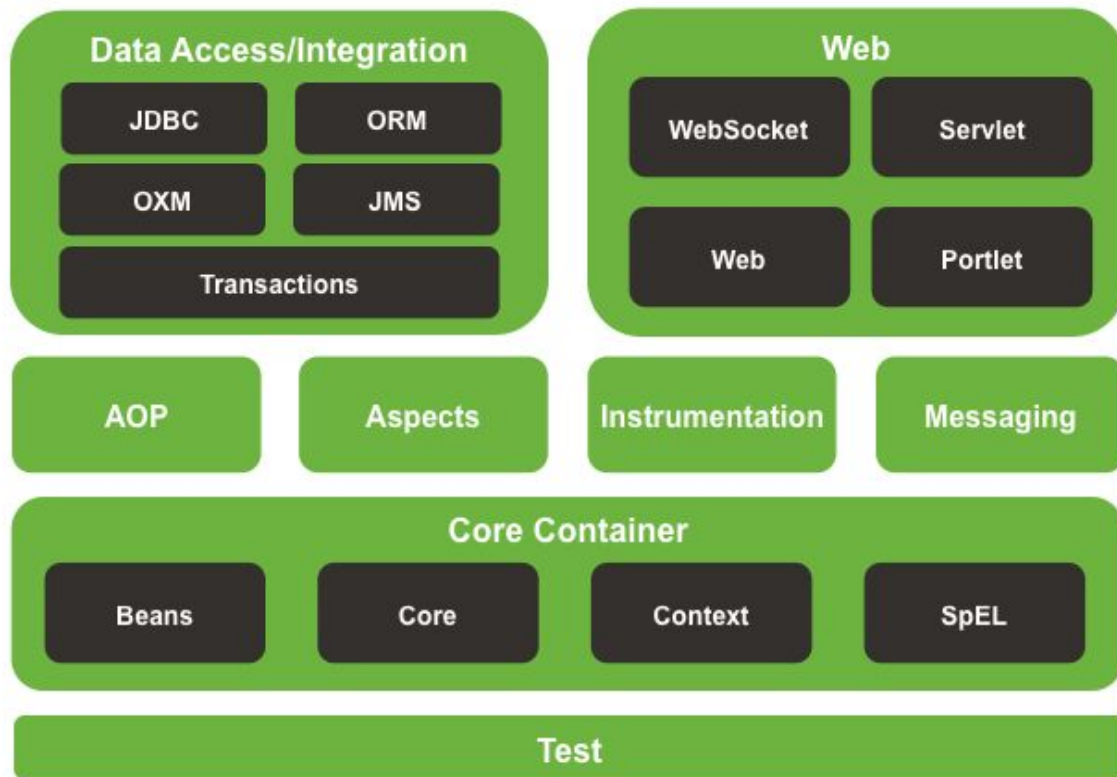 Data Access/Integration
JDBC
ORM
OXM
JMS
Transactions
Web
WebSocket
Servlet
Web
Portlet
AOP
Aspects
Instrumentation
Messaging
Core Container
Beans
Core
Context
SpEL
Test